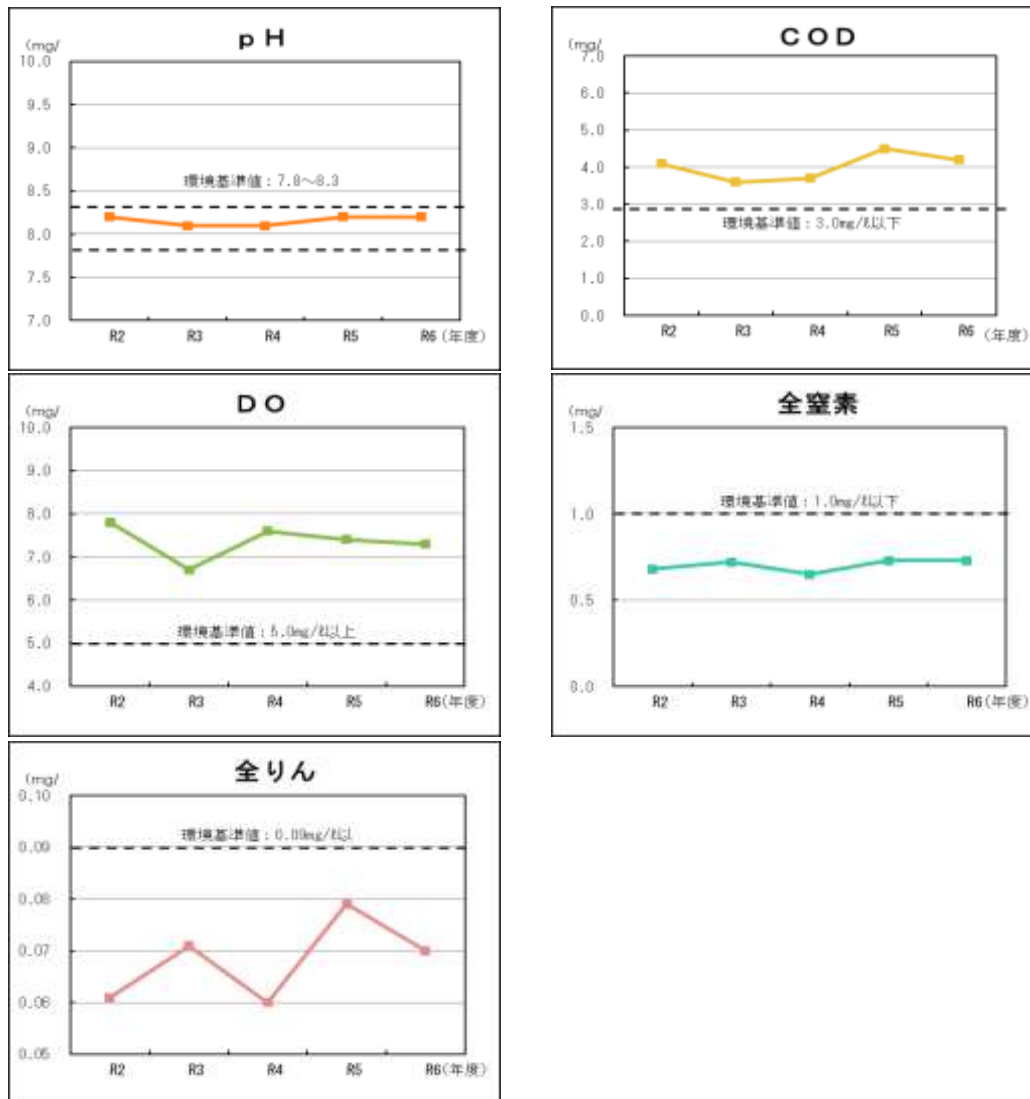 pH
(mg/
10.0
9.5
9.0
8.5
8.0
7.5
7.0
環境基準値：7.8～8.3
R2 R3 R4 R5 R6 (年度)
COD
(mg/
7.0
6.0
5.0
4.0
3.0
2.0
1.0
0.0
環境基準値：3.0mg/ℓ以下
R2 R3 R4 R5 R6 (年度)
DO
(mg/
10.0
9.0
8.0
7.0
6.0
5.0
4.0
環境基準値：5.0mg/ℓ以上
R2 R3 R4 R5 R6(年度)
全窒素
(mg/
1.5
1.0
0.5
0.0
環境基準値：1.0mg/ℓ以下
R2 R3 R4 R5 R6(年度)
全りん
(mg/
0.10
0.09
0.08
0.07
0.06
0.05
環境基準値：0.09mg/ℓ以
R2 R3 R4 R5 R6(年度)